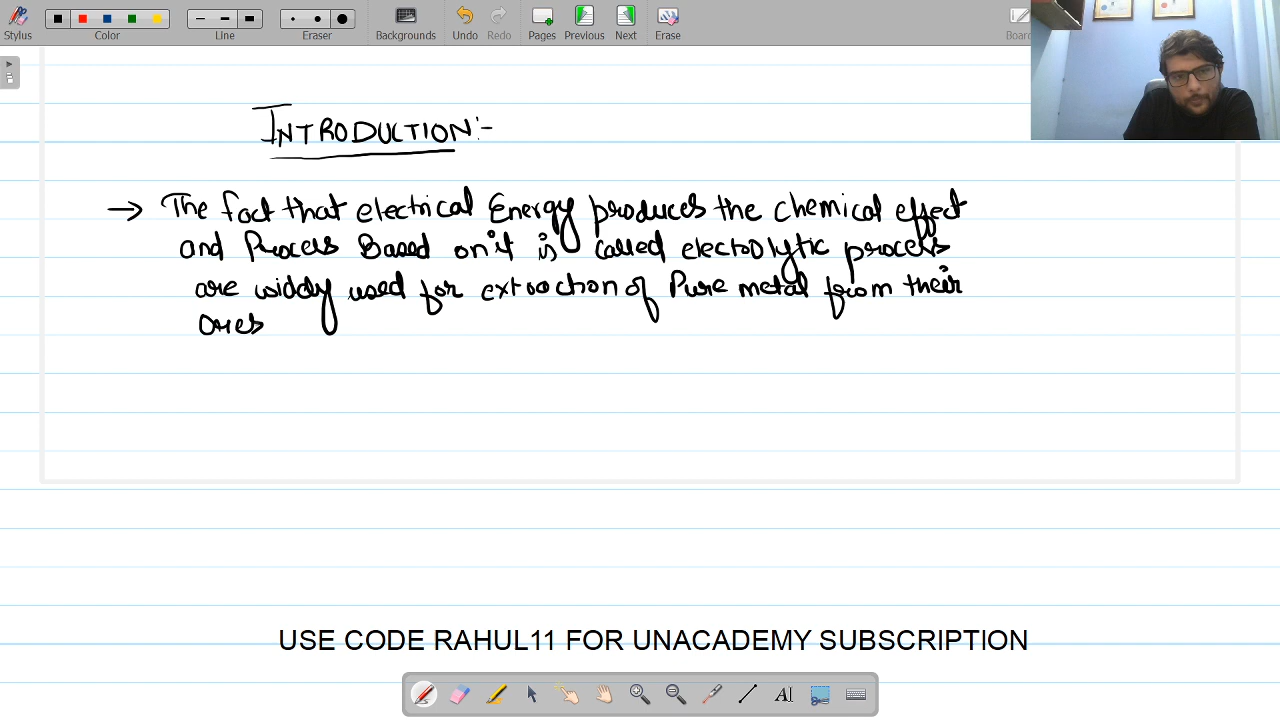 Stylus
Color
Line
Eraser
Backgrounds
Undo
Redo
Pages
Previous
Next
Erase
Boar
INTRODUCTION:-
→ The fact that electrical Energy produces the chemical effect
and Process Based on it is called electrolytic process
are widdy used for extraction of Pure metal from their
Ores
USE CODE RAHUL11 FOR UNACADEMY SUBSCRIPTION